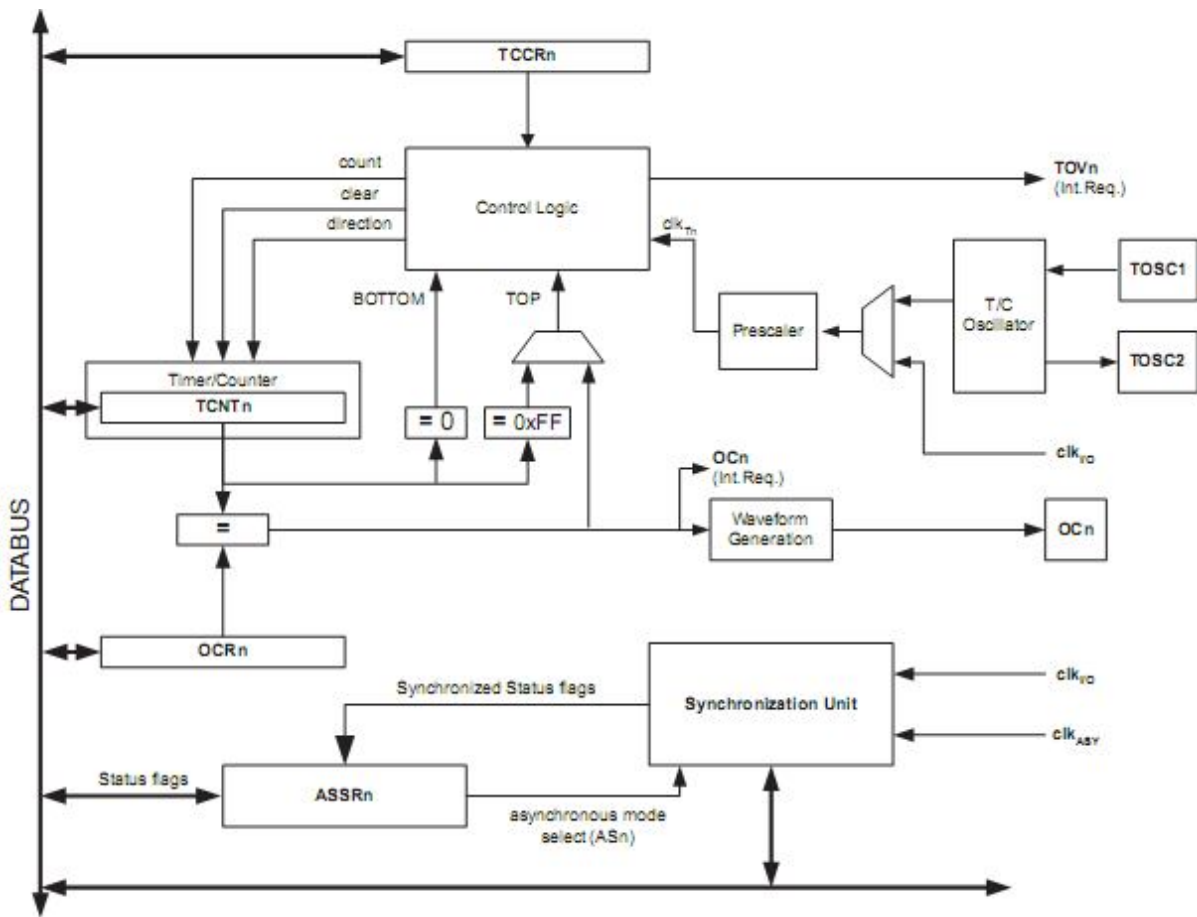 TCCRn
count
clear
direction
Control Logic
TOVn
(Int.Req.)
clkTn
BOTTOM
TOP
Prescaler
T/C
Oscillator
TOSC1
TOSC2
Timer/Counter
TCNTn
= 0
= 0xFF
clkI/O
OCn
(Int.Req.)
=
Waveform
Generation
OCn
DATABUS
OCRn
Synchronized Status flags
Synchronization Unit
clkI/O
clkASY
Status flags
ASSRn
asynchronous mode
select (ASn)